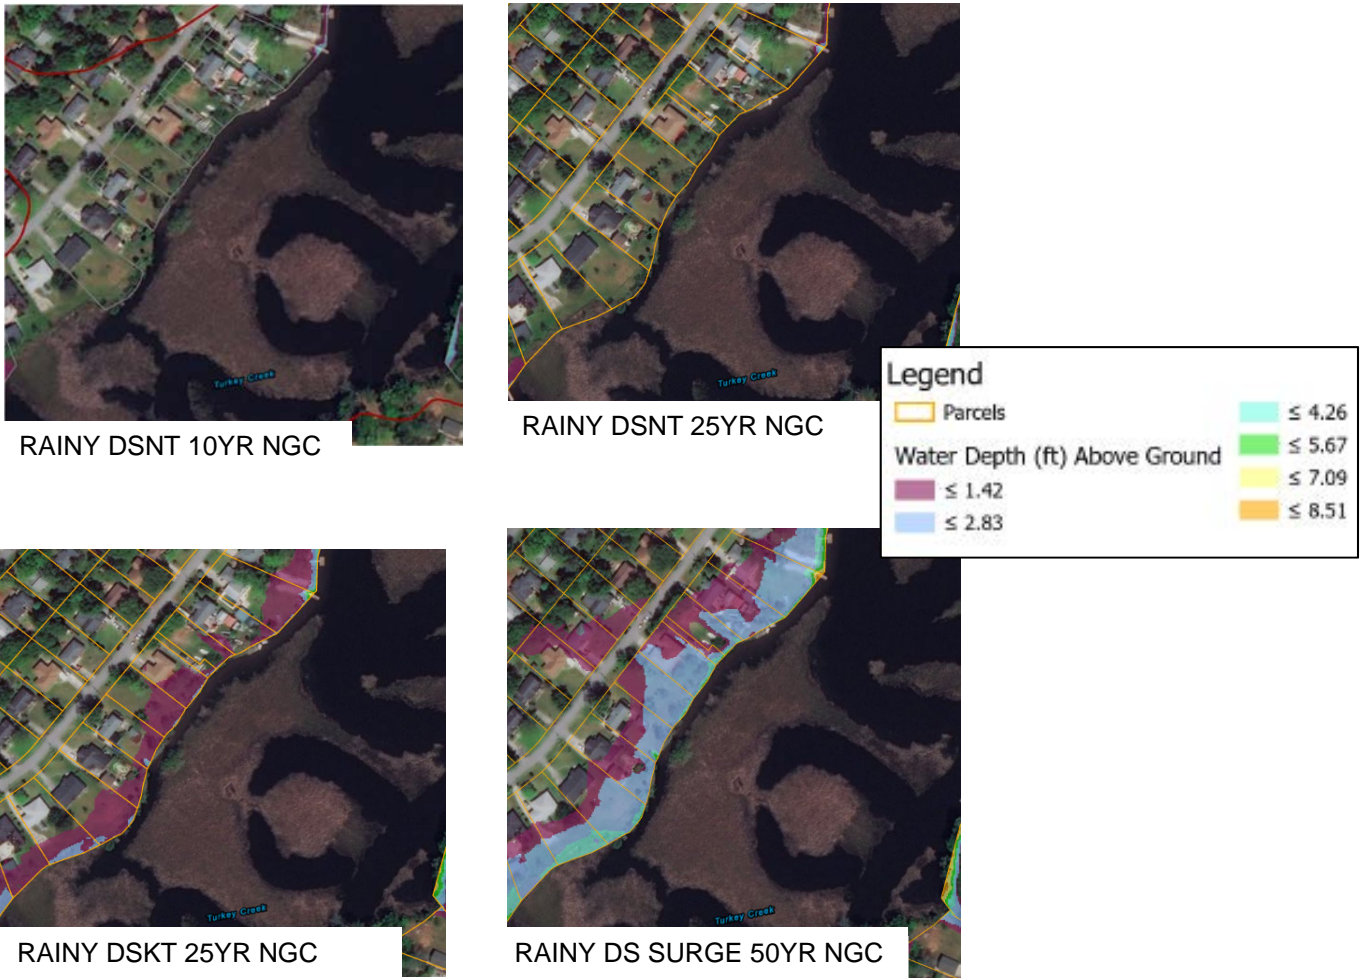 Turkey Creek
RAINY DSNT 10YR NGC
Turkey Creek
RAINY DSNT 25YR NGC
Legend
Parcels
Water Depth (ft) Above Ground
≤ 1.42
≤ 2.83
≤ 4.26
≤ 5.67
≤ 7.09
≤ 8.51
Turkey Creek
RAINY DSKT 25YR NGC
Turkey Creek
RAINY DS SURGE 50YR NGC